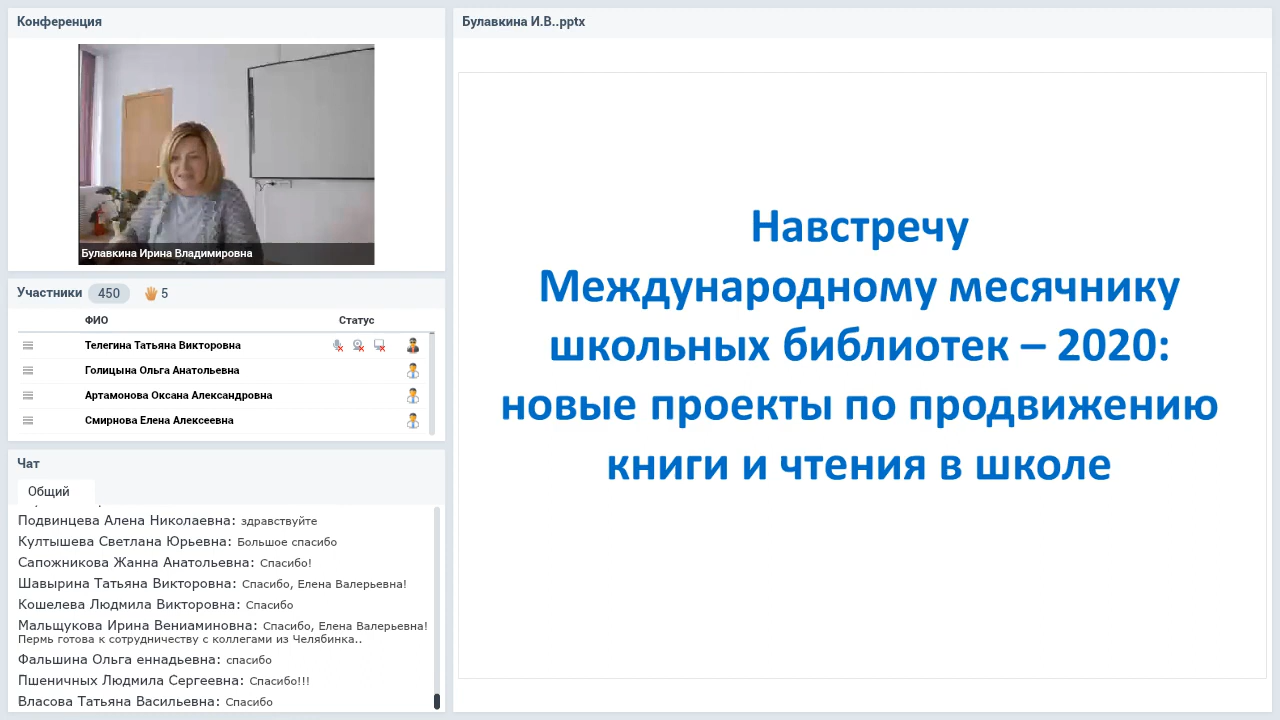 Конференция
Булавкина Ирина Владимировна
Участники 450 5
ФИО Статус
Телегина Татьяна Викторовна
Голицына Ольга Анатольевна
Артамонова Оксана Александровна
Смирнова Елена Алексеевна
Чат
Общий
Подвинцева Алена Николаевна: здравствуйте
Култышева Светлана Юрьевна: Большое спасибо
Сапожникова Жанна Анатольевна: Спасибо!
Шавырина Татьяна Викторовна: Спасибо, Елена Валерьевна!
Кошелева Людмила Викторовна: Спасибо
Мальщукова Ирина Вениаминовна: Спасибо, Елена Валерьевна!
Пермь готова к сотрудничеству с коллегами из Челябинка..
Фальшина Ольга еннадьевна: спасибо
Пшеничных Людмила Сергеевна: Спасибо!!!
Власова Татьяна Васильевна: Спасибо
Булавкина И.В..pptx
Навстречу
Международному месячнику
школьных библиотек – 2020:
новые проекты по продвижению
книги и чтения в школе